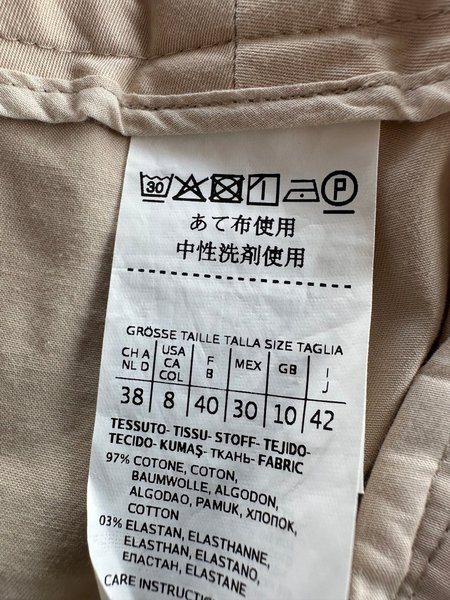 30 P
あて布使用
中性洗剤使用
GRÖSSE TAILLE TALLA SIZE TAGLIA
CH A NL D | USA CA COL | F B | MEX | GB | I J
38 | 8 | 40 | 30 | 10 | 42
TESSUTO- TISSU- STOFF- TEJIDO-
TECIDO- KUMAŞ- ТКАНЬ- FABRIC
97% COTONE, COTON,
BAUMWOLLE, ALGODON,
ALGODAO, PAMUK, ХЛОПОК,
COTTON
03% ELASTAN, ELASTHANNE,
ELASTHAN, ELASTANO,
ЕПАСТАН, ELASTANE
CARE INSTRUCTIO